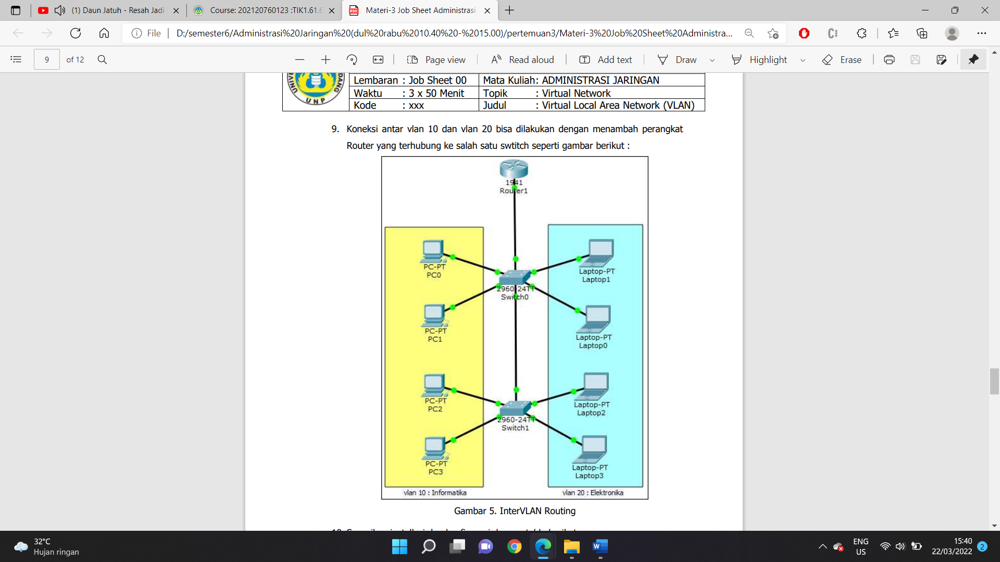 (1) Daun Jatuh - Resah Jadi
Course: 202120760123 :TIK1.61.6
Materi-3 Job Sheet Administrasi
File
D:/semester6/Administrasi%20Jaringan%20(dul%20rabu%2010.40%20-%2015.00)/pertemuan3/Materi-3%20Job%20Sheet%20Administra...
9 of 12
Page view
Read aloud
Add text
Draw
Highlight
Erase
UNP
Lembaran : Job Sheet 00 Mata Kuliah: ADMINISTRASI JARINGAN
Waktu : 3 x 50 Menit Topik : Virtual Network
Kode : xxx Judul : Virtual Local Area Network (VLAN)
9. Koneksi antar vlan 10 dan vlan 20 bisa dilakukan dengan menambah perangkat
Router yang terhubung ke salah satu swtitch seperti gambar berikut :
1941
Router1
PC-PT
PC0
Laptop-PT
Laptop1
2960-24TT
Switch0
PC-PT
PC1
Laptop-PT
Laptop0
PC-PT
PC2
Laptop-PT
Laptop2
2960-24TT
Switch1
PC-PT
PC3
Laptop-PT
Laptop3
vlan 10 : Informatika
vlan 20 : Elektronika
Gambar 5. InterVLAN Routing
32°C
Hujan ringan
ENG
US
15:40
22/03/2022
2